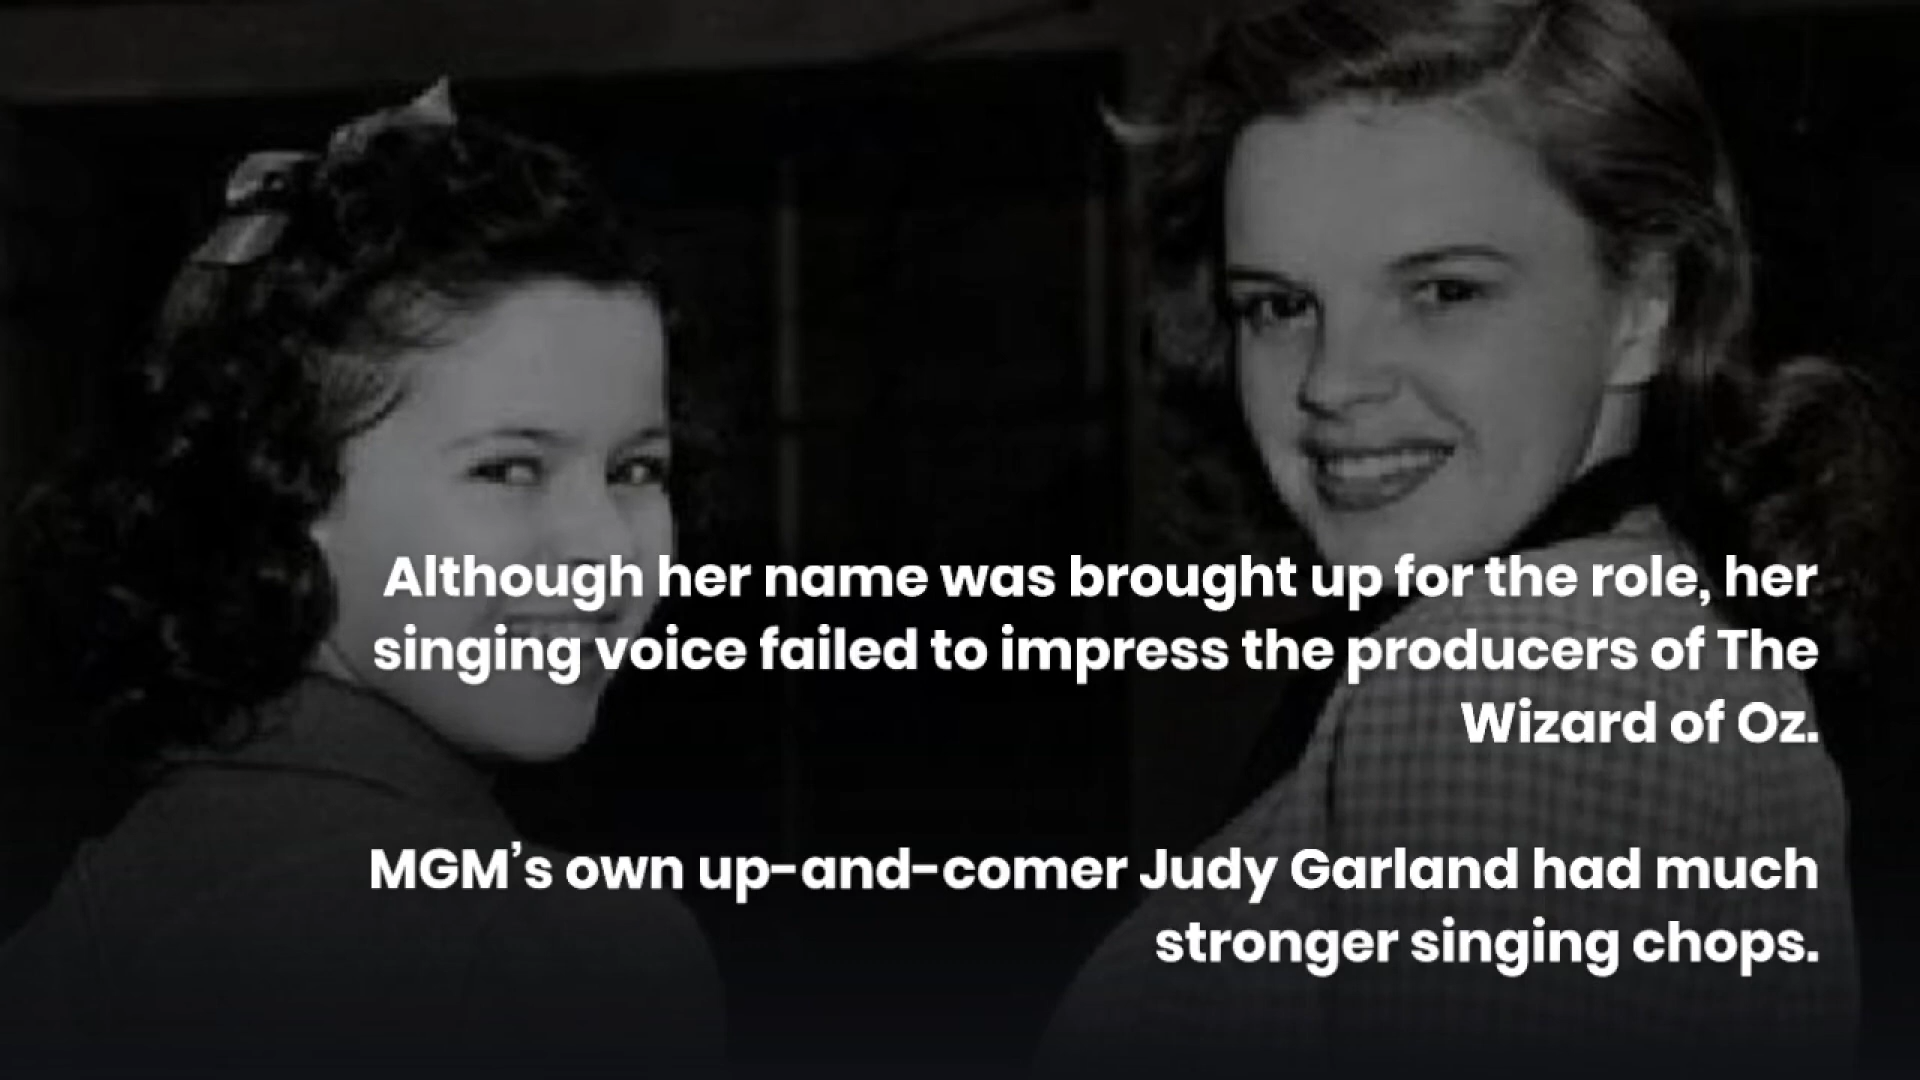 Although her name was brought up for the role, her
singing voice failed to impress the producers of The
Wizard of Oz.
MGM’s own up-and-comer Judy Garland had much
stronger singing chops.